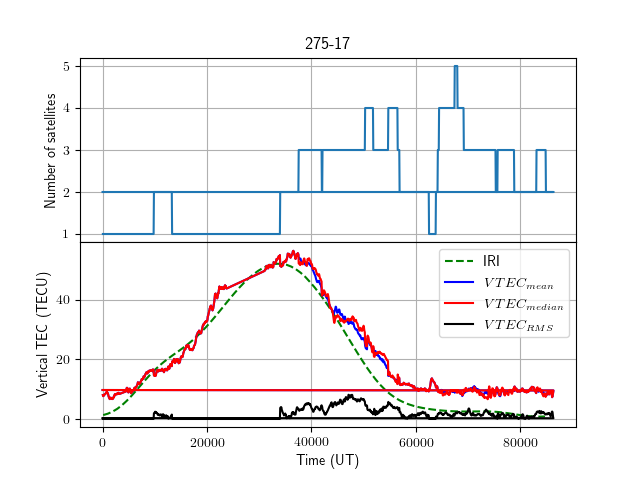 275-17
5
4
3
2
1
Number of satellites
IRI
VTEC_mean
VTEC_median
VTEC_RMS
40
20
0
Vertical TEC (TECU)
0 20000 40000 60000 80000
Time (UT)